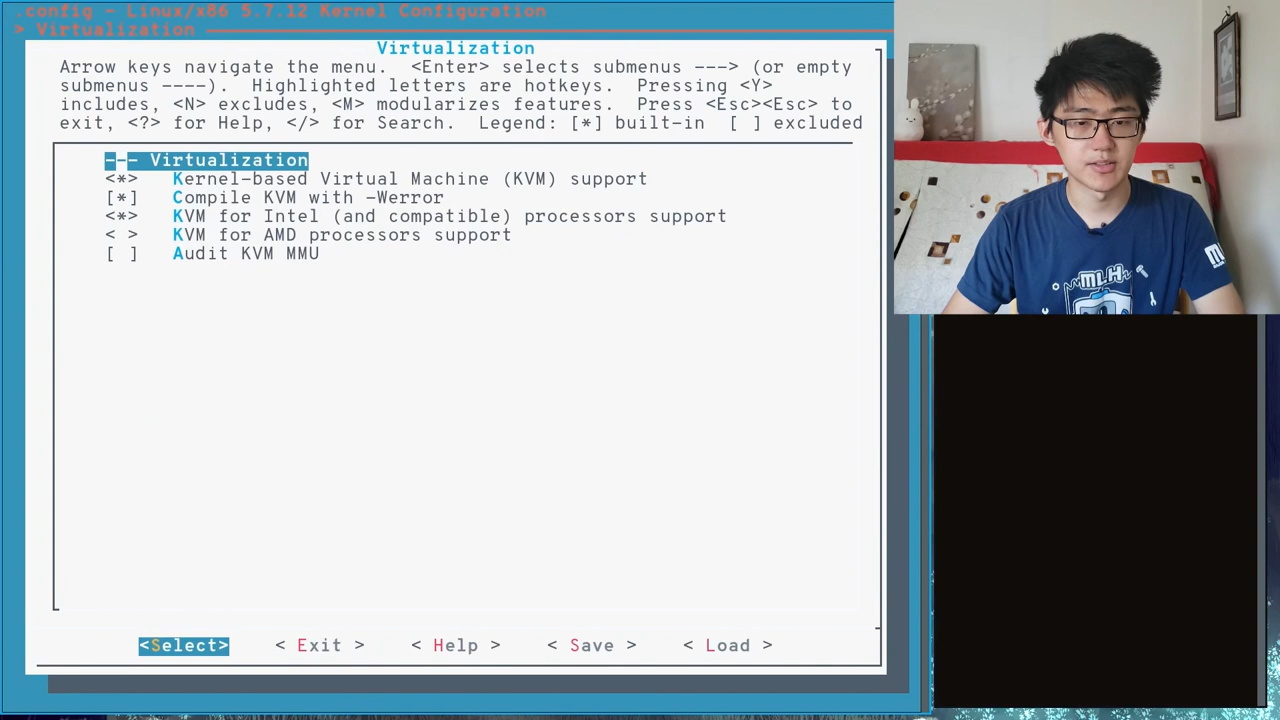 .config - Linux/x86 5.7.12 Kernel Configuration
> Virtualization
Virtualization
Arrow keys navigate the menu.  <Enter> selects submenus ---> (or empty
submenus ----).  Highlighted letters are hotkeys.  Pressing <Y>
includes, <N> excludes, <M> modularizes features.  Press <Esc><Esc> to
exit, <?> for Help, </> for Search.  Legend: [*] built-in  [ ] excluded
--- Virtualization
<*>   Kernel-based Virtual Machine (KVM) support
[*]   Compile KVM with -Werror
<*>   KVM for Intel (and compatible) processors support
< >   KVM for AMD processors support
[ ]   Audit KVM MMU
<Select>    < Exit >    < Help >    < Save >    < Load >
MLH